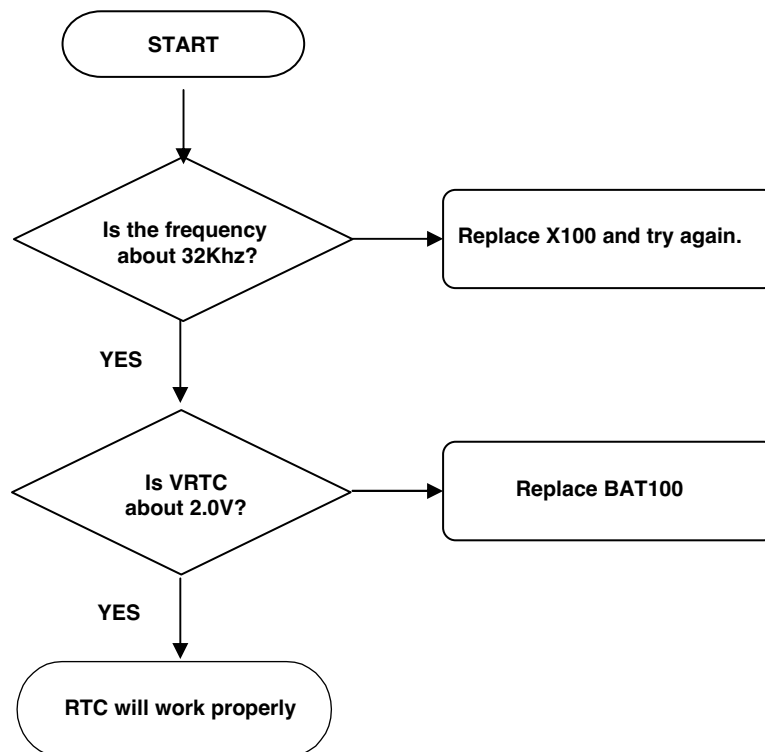 START
Is the frequency
about 32Khz?
Replace X100 and try again.
YES
Is VRTC
about 2.0V?
Replace BAT100
YES
RTC will work properly